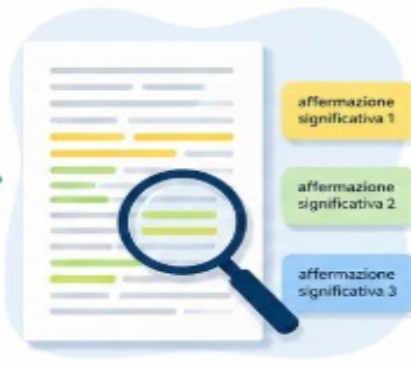 affermazione
significativa 1
affermazione
significativa 2
affermazione
significativa 3